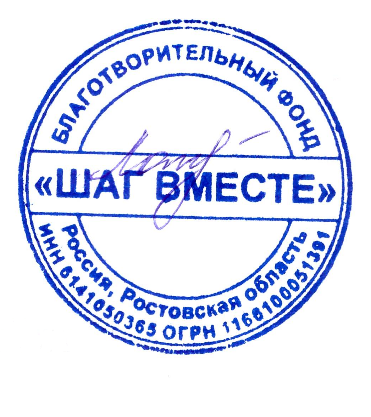 БЛАГОТВОРИТЕЛЬНЫЙ ФОНД
«ШАГ ВМЕСТЕ»
Россия, Ростовская область
ИНН 6141050365 ОГРН 1166100051391